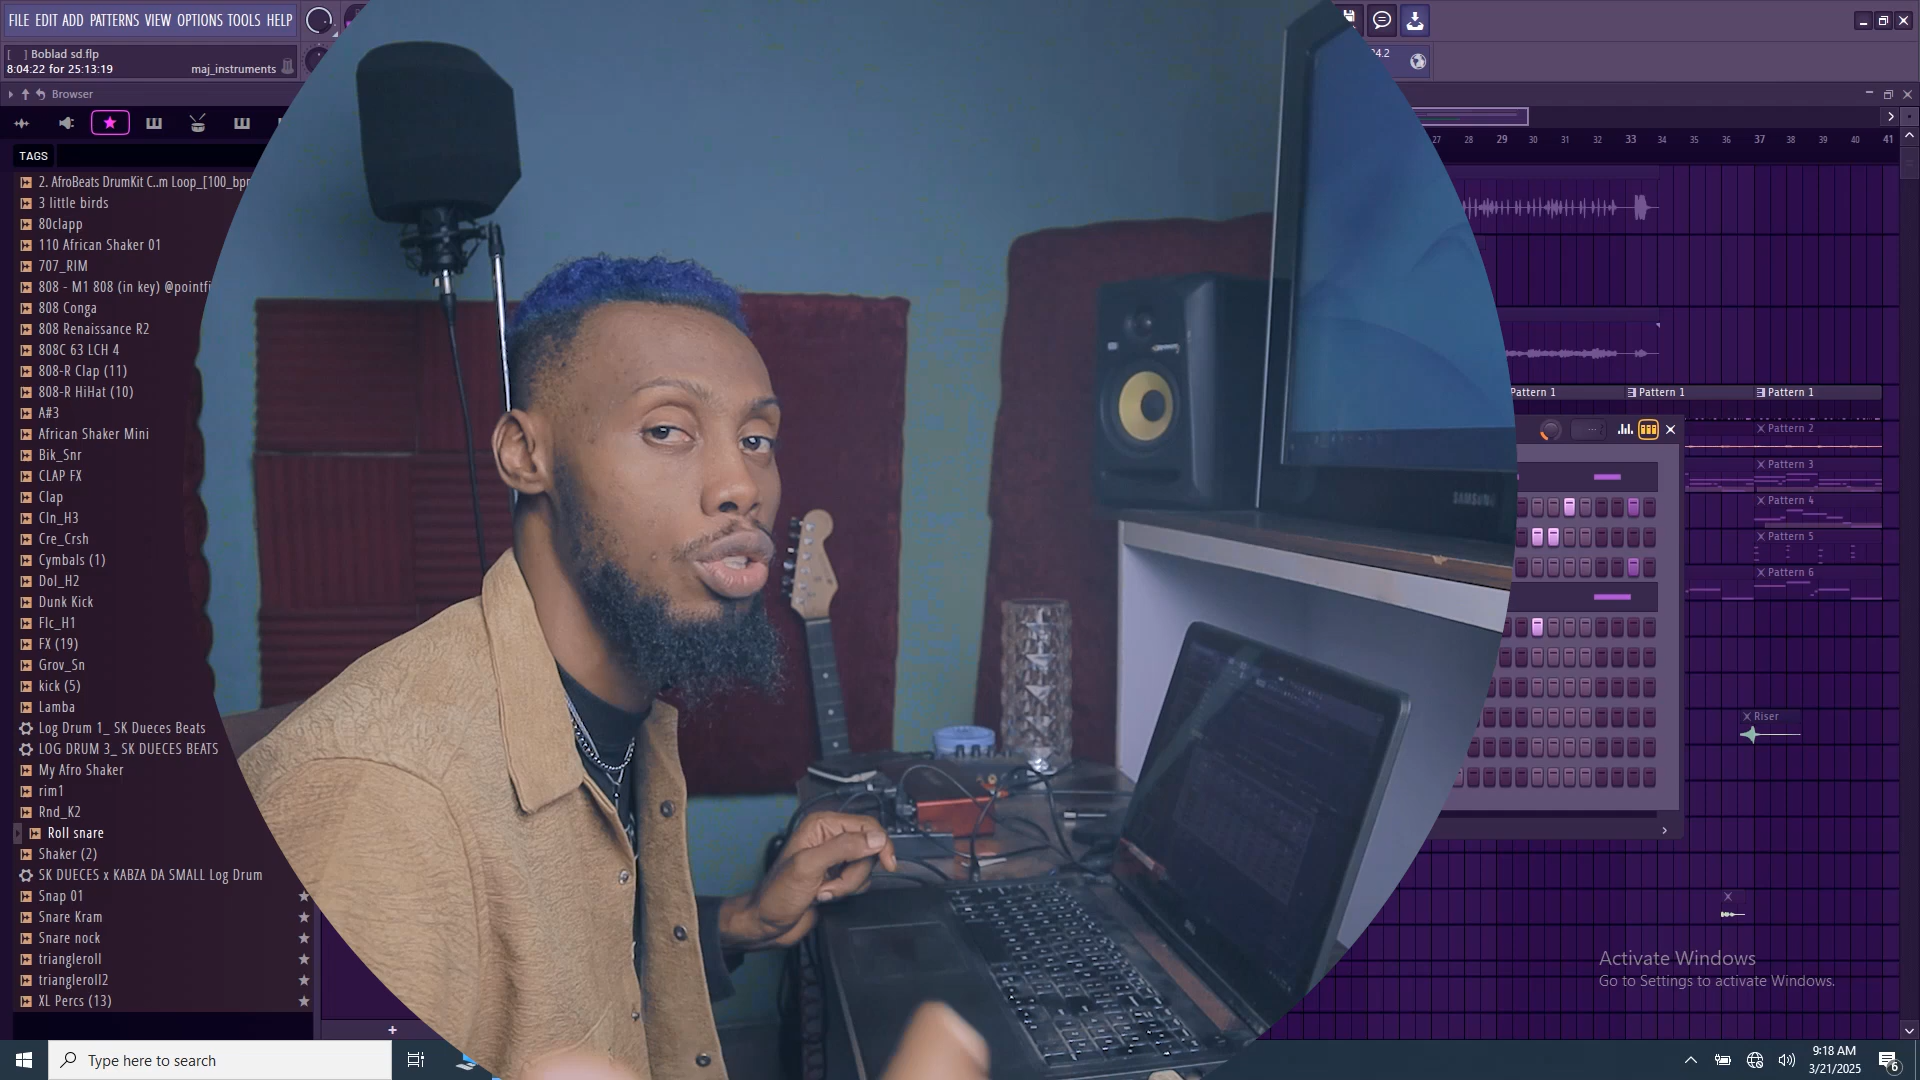 FILE EDIT ADD PATTERNS VIEW OPTIONS TOOLS HELP
Boblad sd.flp
8:04:22 for 25:13:19
maj_instruments
Browser
TAGS
2. AfroBeats DrumKit C..m Loop_[100_bpm
3 little birds
80clapp
110 African Shaker 01
707_RIM
808 - M1 808 (in key) @pointfi
808 Conga
808 Renaissance R2
808C 63 LCH 4
808-R Clap (11)
808-R HiHat (10)
A#3
African Shaker Mini
Bik_Snr
CLAP FX
Clap
Cln_H3
Cre_Crsh
Cymbals (1)
Dol_H2
Dunk Kick
Flc_H1
FX (19)
Grov_Sn
kick (5)
Lamba
Log Drum 1_ SK Dueces Beats
LOG DRUM 3_ SK DUECES BEATS
My Afro Shaker
rim1
Rnd_K2
Roll snare
Shaker (2)
SK DUECES x KABZA DA SMALL Log Drum
Snap 01
Snare Kram
Snare nock
triangleroll
triangleroll2
XL Percs (13)
27 28 29 30 31 32 33 34 35 36 37 38 39 40 41
Pattern 1
Pattern 1
Pattern 1
Pattern 2
Pattern 3
Pattern 4
Pattern 5
Pattern 6
Riser
SAMSUNG
Activate Windows
Go to Settings to activate Windows.
Type here to search
9:18 AM
3/21/2025
6